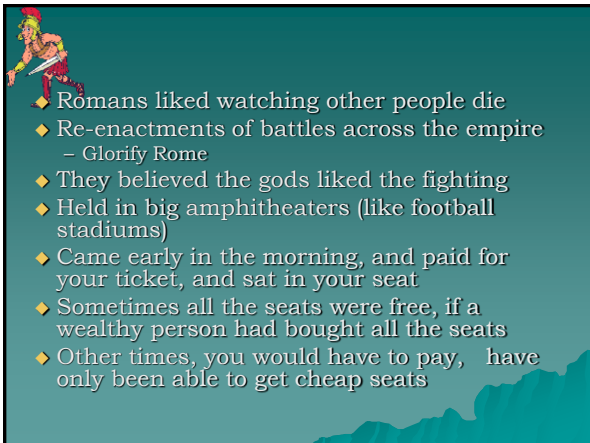 ◆ Romans liked watching other people die
◆ Re-enactments of battles across the empire
– Glorify Rome
◆ They believed the gods liked the fighting
◆ Held in big amphitheaters (like football
stadiums)
◆ Came early in the morning, and paid for
your ticket, and sat in your seat
◆ Sometimes all the seats were free, if a
wealthy person had bought all the seats
◆ Other times, you would have to pay, have
only been able to get cheap seats